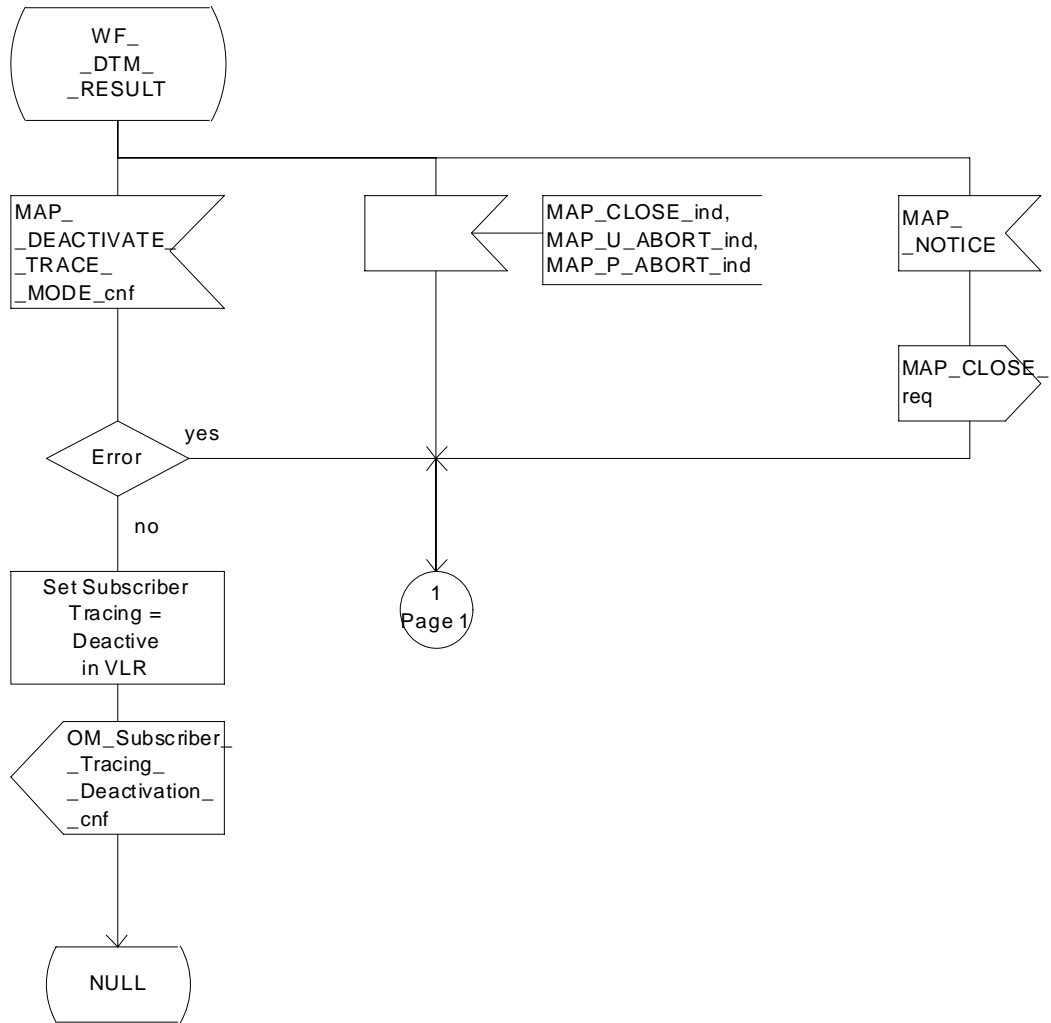 WF_
_DTM_
_RESULT
MAP_
_DEACTIVATE_
_TRACE_
_MODE_cnf
MAP_CLOSE_ind,
MAP_U_ABORT_ind,
MAP_P_ABORT_ind
MAP_
_NOTICE
MAP_CLOSE_
req
Error
yes
no
Set Subscriber
Tracing =
Deactive
in VLR
1
Page 1
OM_Subscriber_
_Tracing_
_Deactivation_
_cnf
NULL